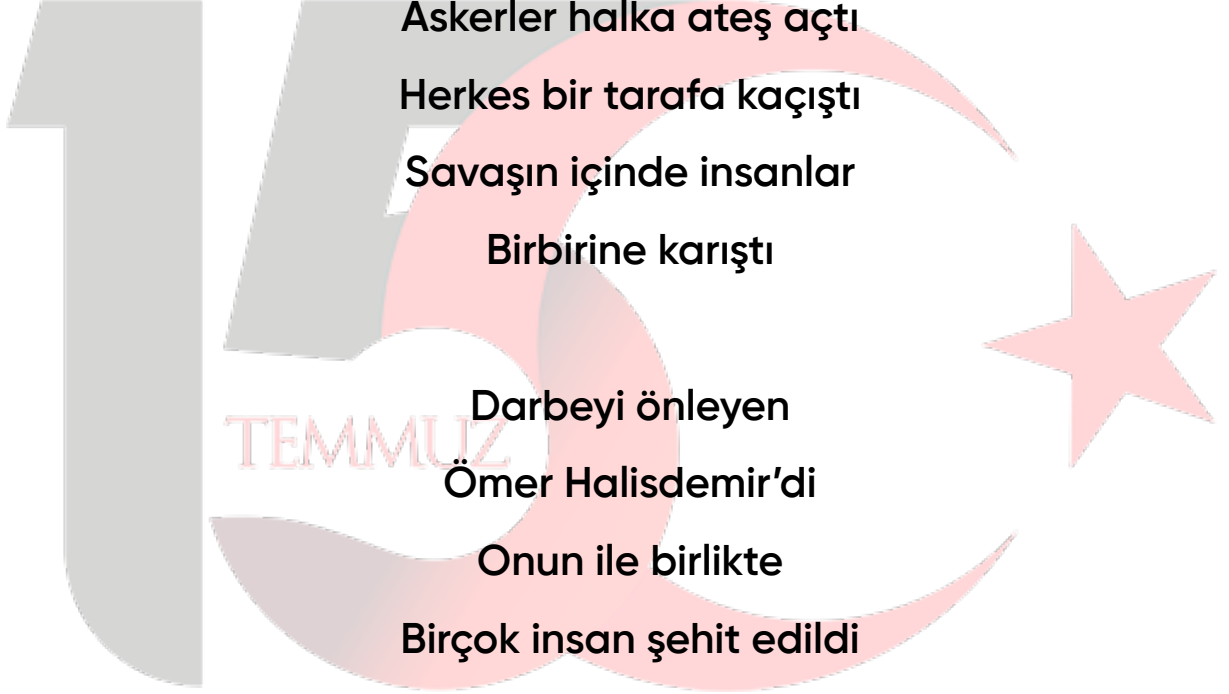 Askerler halka ateş açtı
Herkes bir tarafa kaçıştı
Savaşın içinde insanlar
Birbirine karıştı
Darbeyi önleyen
TEMMUZ
Ömer Halisdemir’di
Onun ile birlikte
Birçok insan şehit edildi
15